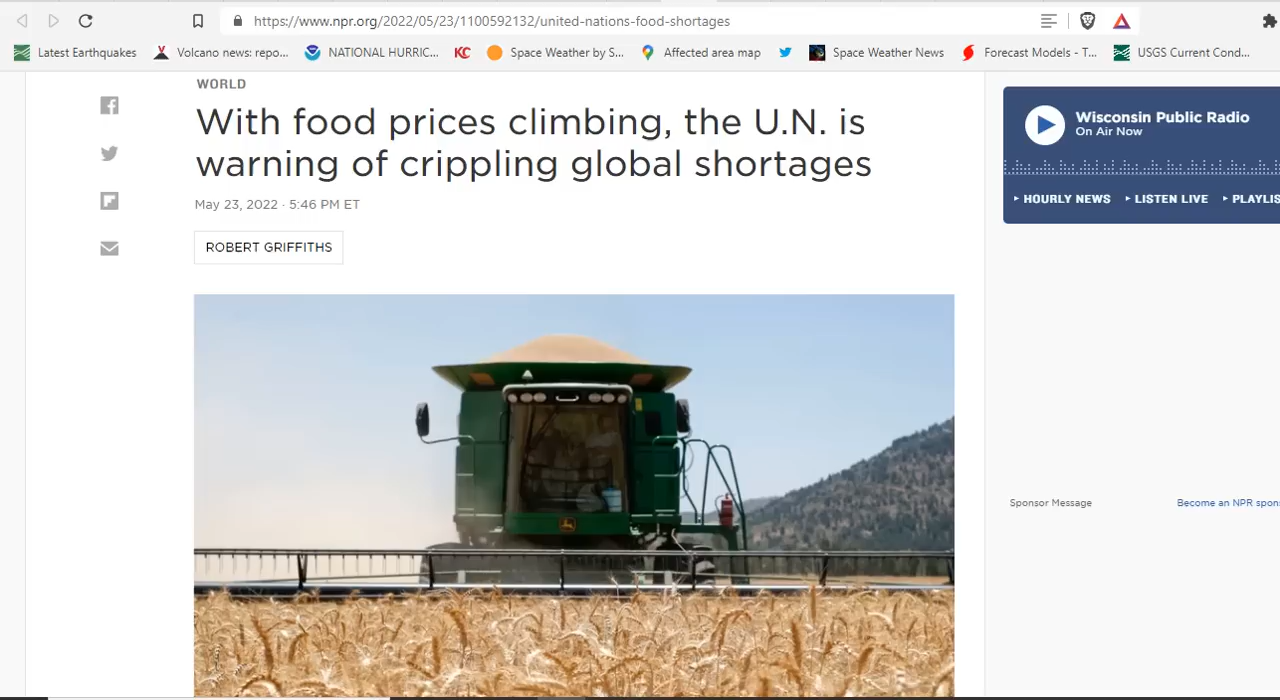 https://www.npr.org/2022/05/23/1100592132/united-nations-food-shortages
Latest Earthquakes
Volcano news: repo...
NATIONAL HURRIC...
KC
Space Weather by S...
Affected area map
Space Weather News
Forecast Models - T...
USGS Current Cond...
WORLD
With food prices climbing, the U.N. is
warning of crippling global shortages
May 23, 2022 · 5:46 PM ET
ROBERT GRIFFITHS
Wisconsin Public Radio
On Air Now
HOURLY NEWS
LISTEN LIVE
PLAYLIS
Sponsor Message
Become an NPR spon